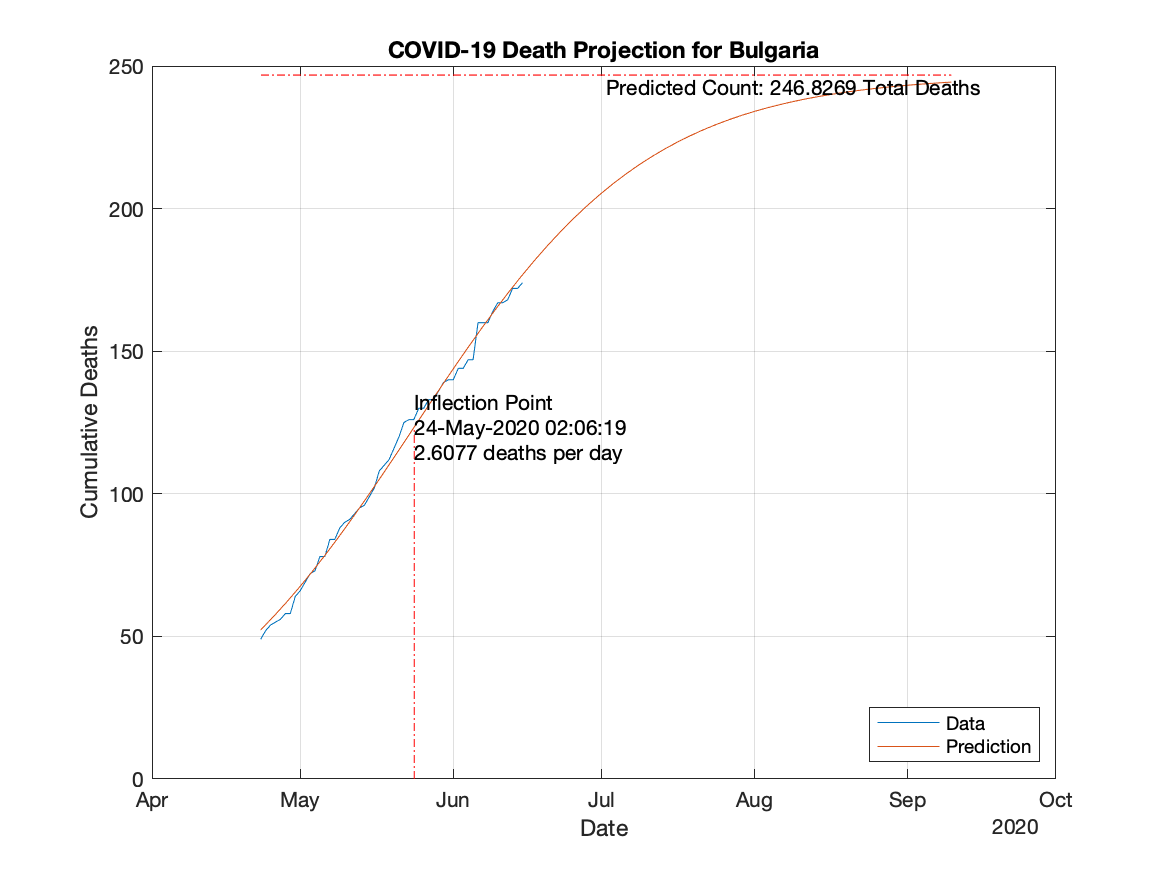 COVID-19 Death Projection for Bulgaria
250
Predicted Count: 246.8269 Total Deaths
200
150
Inflection Point
24-May-2020 02:06:19
2.6077 deaths per day
100
50
0
Cumulative Deaths
Data
Prediction
Apr May Jun Jul Aug Sep Oct
Date
2020